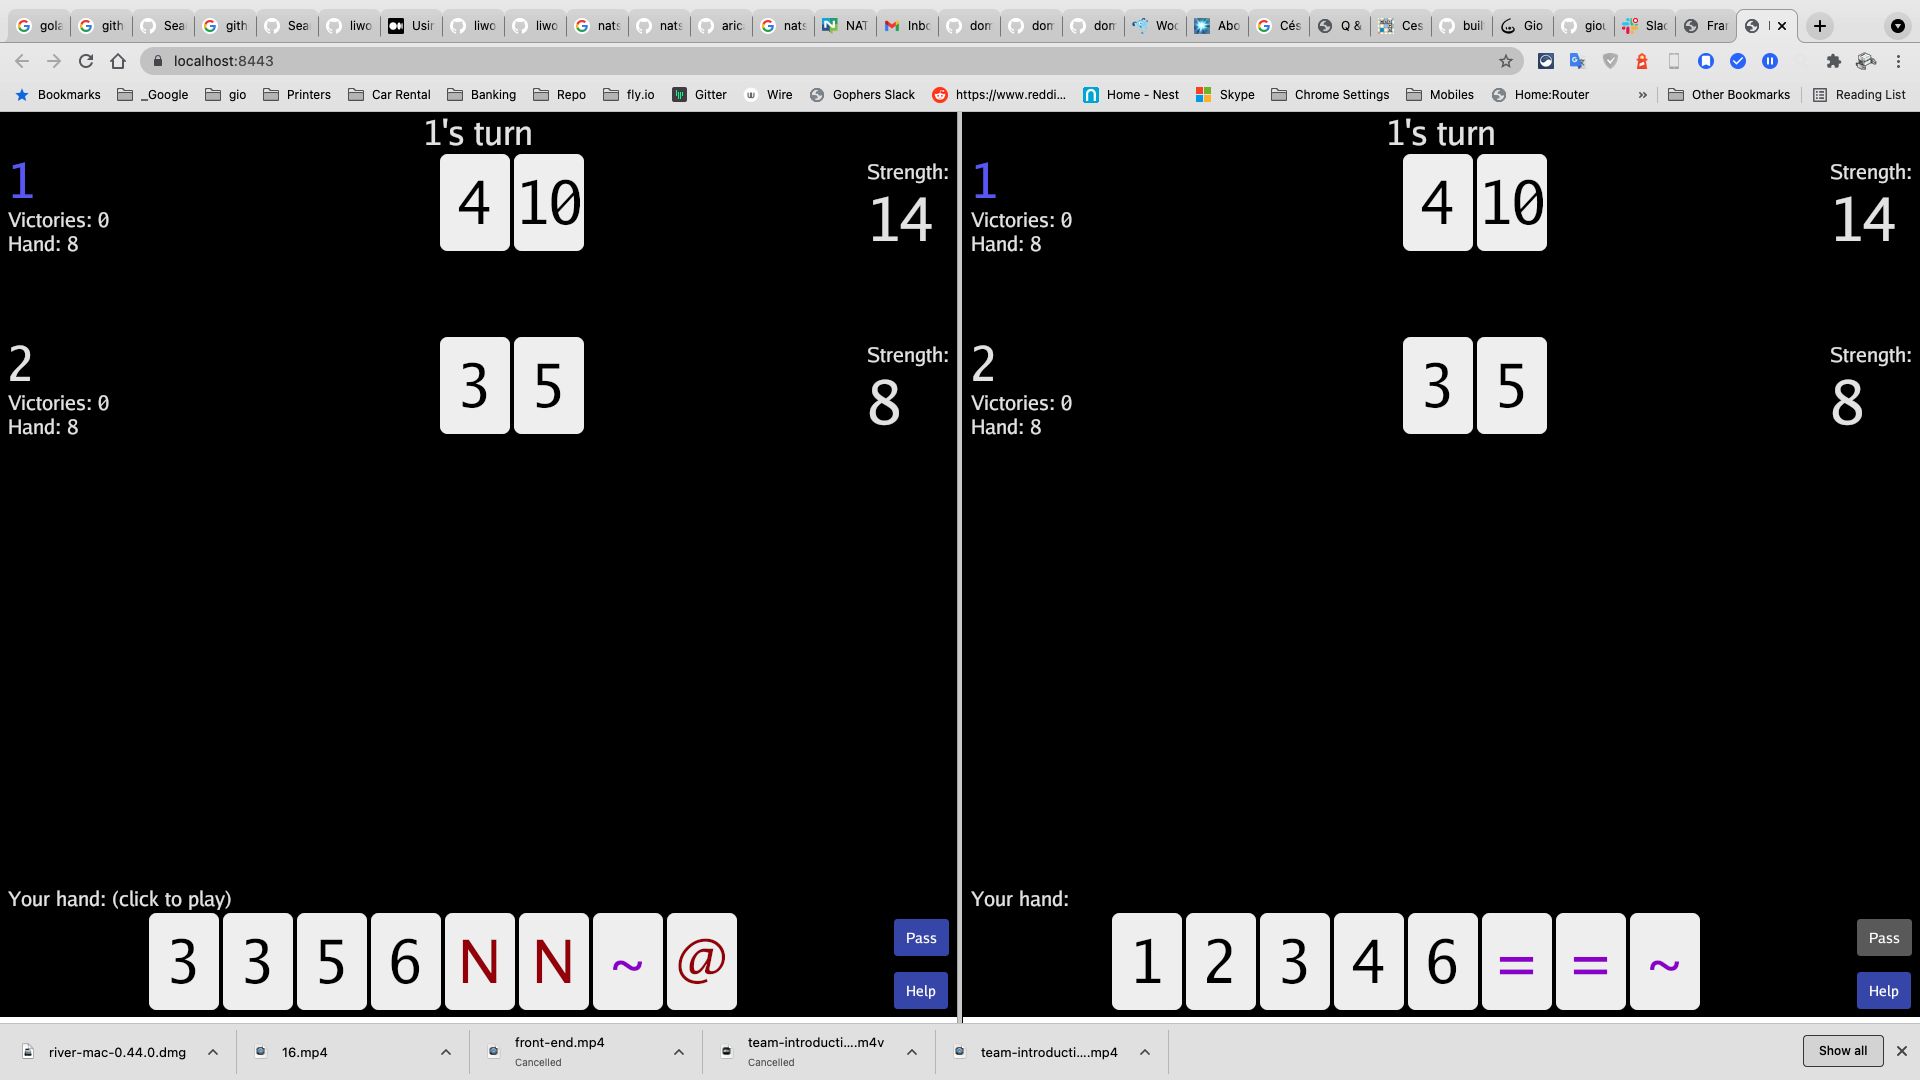 gola
gith
Sea
gith
Sea
liwo
Usin
liwo
liwo
nats
nats
arica
nats
NAT
Inbo
dom
dom
dom
Woo
Abo
Cés
Q &
Ces
buil
Gio
giou
Slac
Fran
localhost:8443
Bookmarks
_Google
gio
Printers
Car Rental
Banking
Repo
fly.io
Gitter
Wire
Gophers Slack
https://www.reddi...
Home - Nest
Skype
Chrome Settings
Mobiles
Home:Router
»
Other Bookmarks
Reading List
1's turn
1
Victories: 0
Hand: 8
4 10
Strength:
14
2
Victories: 0
Hand: 8
3 5
Strength:
8
Your hand: (click to play)
3 3 5 6 N N ~ @
Pass
Help
1's turn
1
Victories: 0
Hand: 8
4 10
Strength:
14
2
Victories: 0
Hand: 8
3 5
Strength:
8
Your hand:
1 2 3 4 6 = = ~
Pass
Help
river-mac-0.44.0.dmg
16.mp4
front-end.mp4
Cancelled
team-introducti....m4v
Cancelled
team-introducti....mp4
Show all